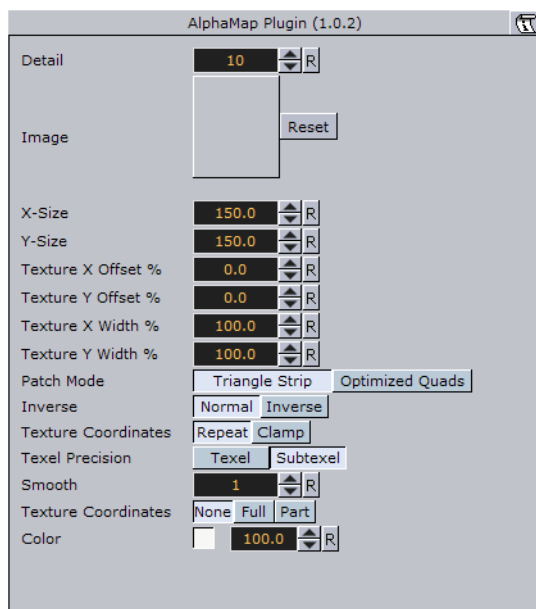 AlphaMap Plugin (1.0.2)
Detail 10 R
Image Reset
X-Size 150.0 R
Y-Size 150.0 R
Texture X Offset % 0.0 R
Texture Y Offset % 0.0 R
Texture X Width % 100.0 R
Texture Y Width % 100.0 R
Patch Mode Triangle Strip Optimized Quads
Inverse Normal Inverse
Texture Coordinates Repeat Clamp
Texel Precision Texel Subtexel
Smooth 1 R
Texture Coordinates None Full Part
Color 100.0 R